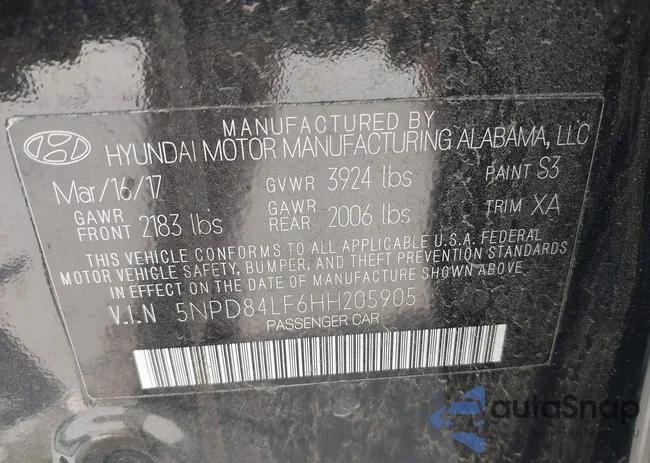 MANUFACTURED BY
HYUNDAI MOTOR MANUFACTURING ALABAMA, LLC
Mar/16/17 GVWR 3924 lbs PAINT S3
GAWR FRONT 2183 lbs GAWR REAR 2006 lbs TRIM XA
THIS VEHICLE CONFORMS TO ALL APPLICABLE U.S.A. FEDERAL
MOTOR VEHICLE SAFETY, BUMPER, AND THEFT PREVENTION STANDARDS
IN EFFECT ON THE DATE OF MANUFACTURE SHOWN ABOVE.
V.I.N 5NPD84LF6HH205905
PASSENGER CAR
autoSnap